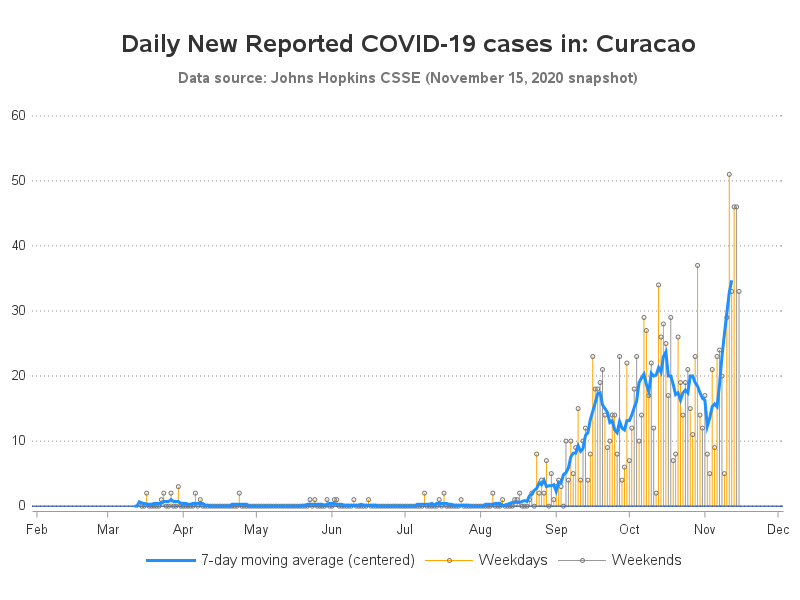 Daily New Reported COVID-19 cases in: Curacao
Data source: Johns Hopkins CSSE (November 15, 2020 snapshot)
60
50
40
30
20
10
0
Feb Mar Apr May Jun Jul Aug Sep Oct Nov Dec
7-day moving average (centered) Weekdays Weekends